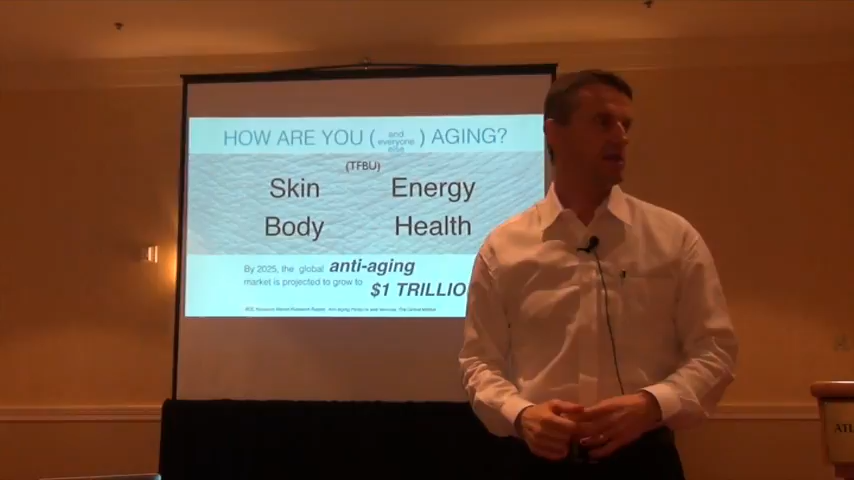 HOW ARE YOU ( and everyone else ) AGING?
(TFBU)
Skin Energy
Body Health
By 2025, the global anti-aging
market is projected to grow to $1 TRILLIO
ATL